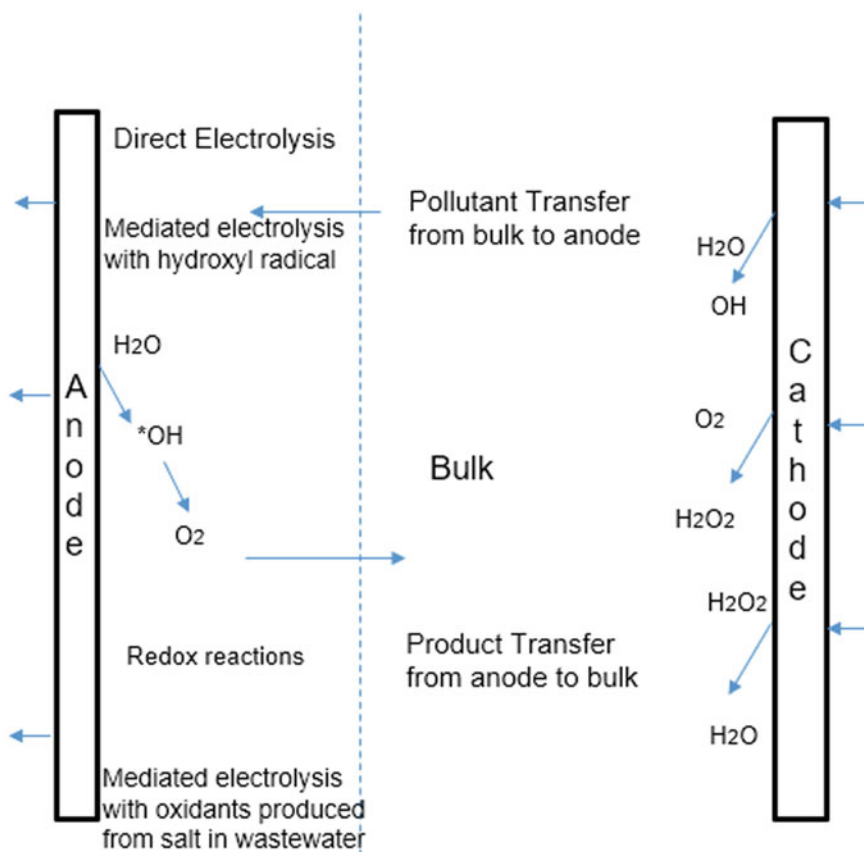 Direct Electrolysis
Mediated electrolysis
with hydroxyl radical
H2O
*OH
O2
Redox reactions
Mediated electrolysis
with oxidants produced
from salt in wastewater
Anode
Pollutant Transfer
from bulk to anode
Bulk
Product Transfer
from anode to bulk
H2O
OH
O2
H2O2
H2O2
H2O
Cathode